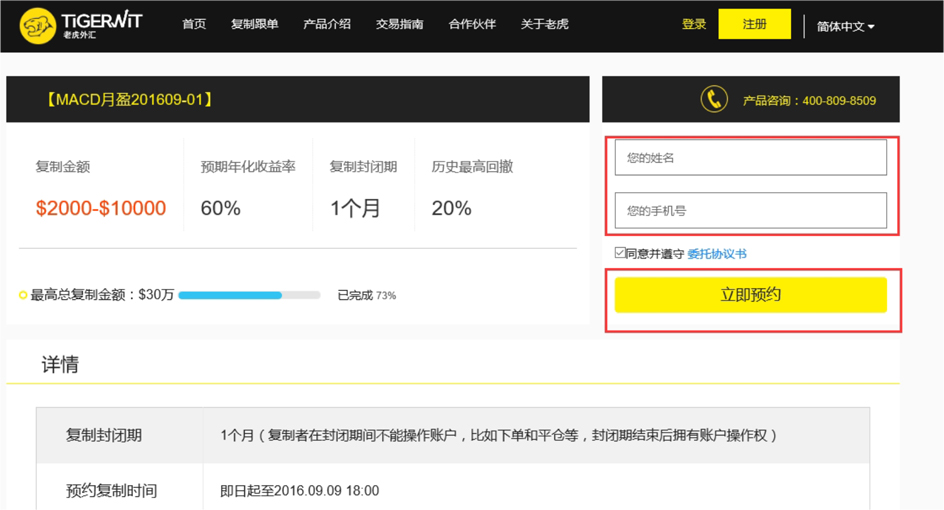 TIGERWIT
老虎外汇
首页 复制跟单 产品介绍 交易指南 合作伙伴 关于老虎 登录 注册 简体中文
【MACD月盈201609-01】
产品咨询：400-809-8509
复制金额 预期年化收益率 复制封闭期 历史最高回撤
$2000-$10000 60% 1个月 20%
您的姓名
您的手机号
同意并遵守 委托协议书
最高总复制金额：$30万 已完成 73%
立即预约
详情
复制封闭期 1个月（复制者在封闭期间不能操作账户，比如下单和平仓等，封闭期结束后拥有账户操作权）
预约复制时间 即日起至2016.09.09 18:00